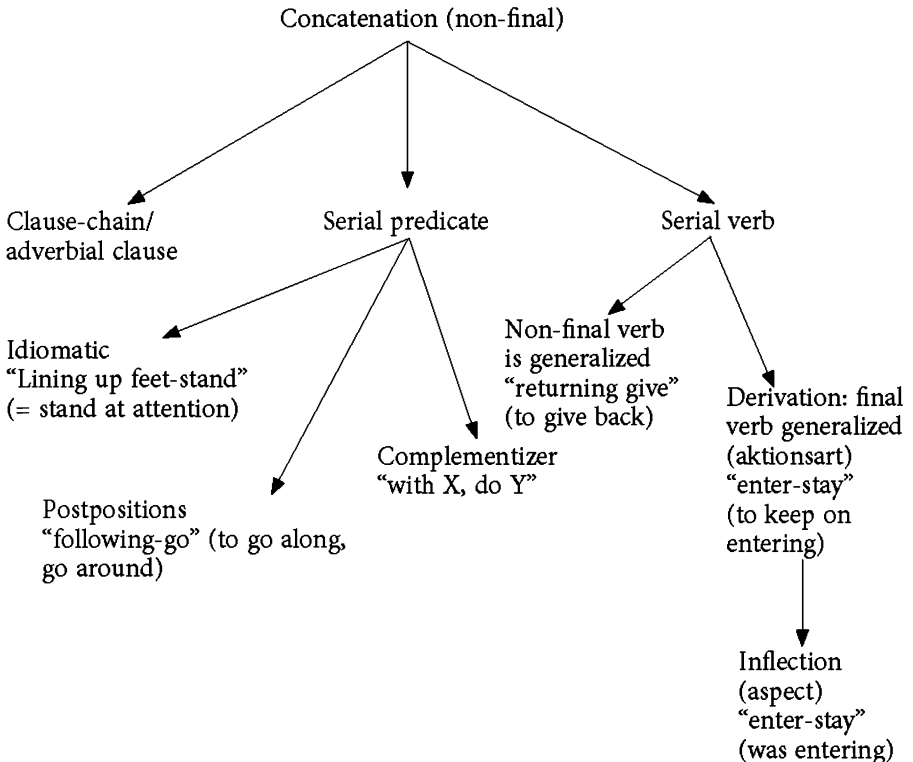 Concatenation (non-final)
Clause-chain/
adverbial clause
Serial predicate
Serial verb
Idiomatic
“Lining up feet-stand”
(= stand at attention)
Postpositions
“following-go” (to go along,
go around)
Complementizer
“with X, do Y”
Non-final verb
is generalized
“returning give”
(to give back)
Derivation: final
verb generalized
(aktionsart)
“enter-stay”
(to keep on
entering)
Inflection
(aspect)
“enter-stay”
(was entering)